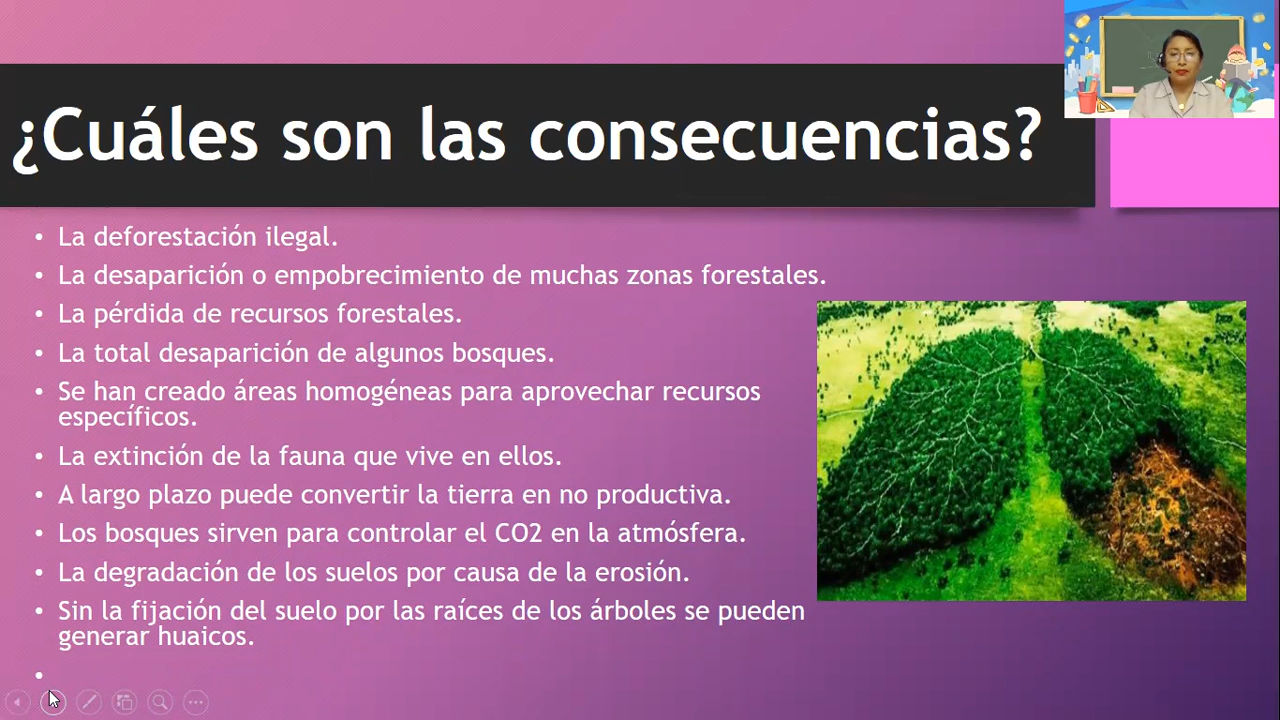 ¿Cuáles son las consecuencias?
• La deforestación ilegal.
• La desaparición o empobrecimiento de muchas zonas forestales.
• La pérdida de recursos forestales.
• La total desaparición de algunos bosques.
• Se han creado áreas homogéneas para aprovechar recursos
específicos.
• La extinción de la fauna que vive en ellos.
• A largo plazo puede convertir la tierra en no productiva.
• Los bosques sirven para controlar el CO2 en la atmósfera.
• La degradación de los suelos por causa de la erosión.
• Sin la fijación del suelo por las raíces de los árboles se pueden
generar huaicos.
•